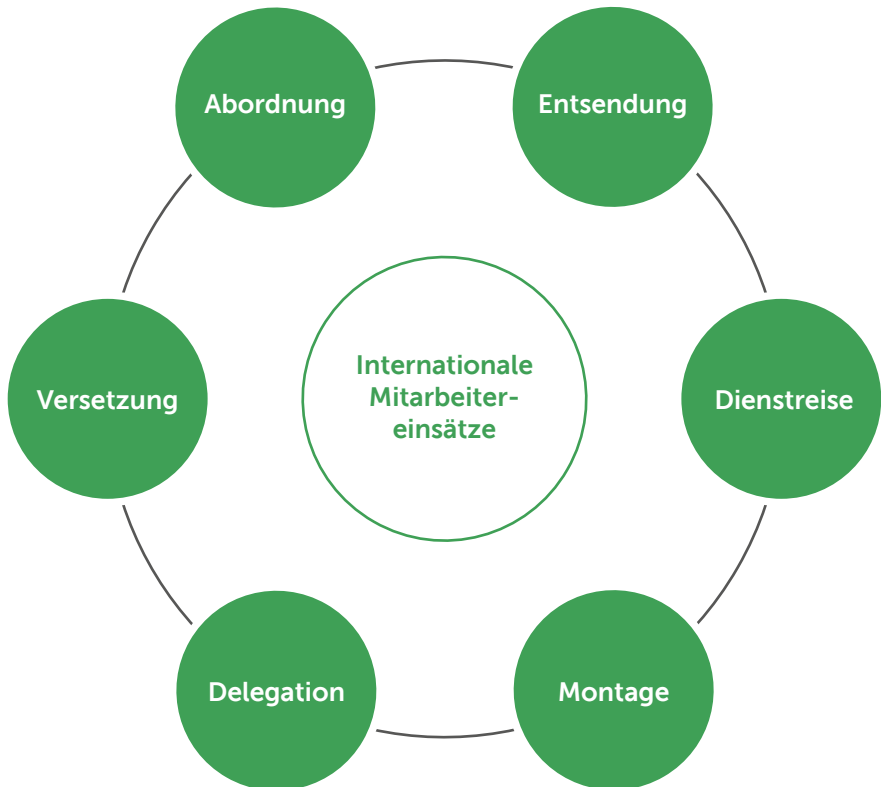 Abordnung
Entsendung
Internationale
Mitarbeiter-
einsätze
Versetzung
Dienstreise
Delegation
Montage